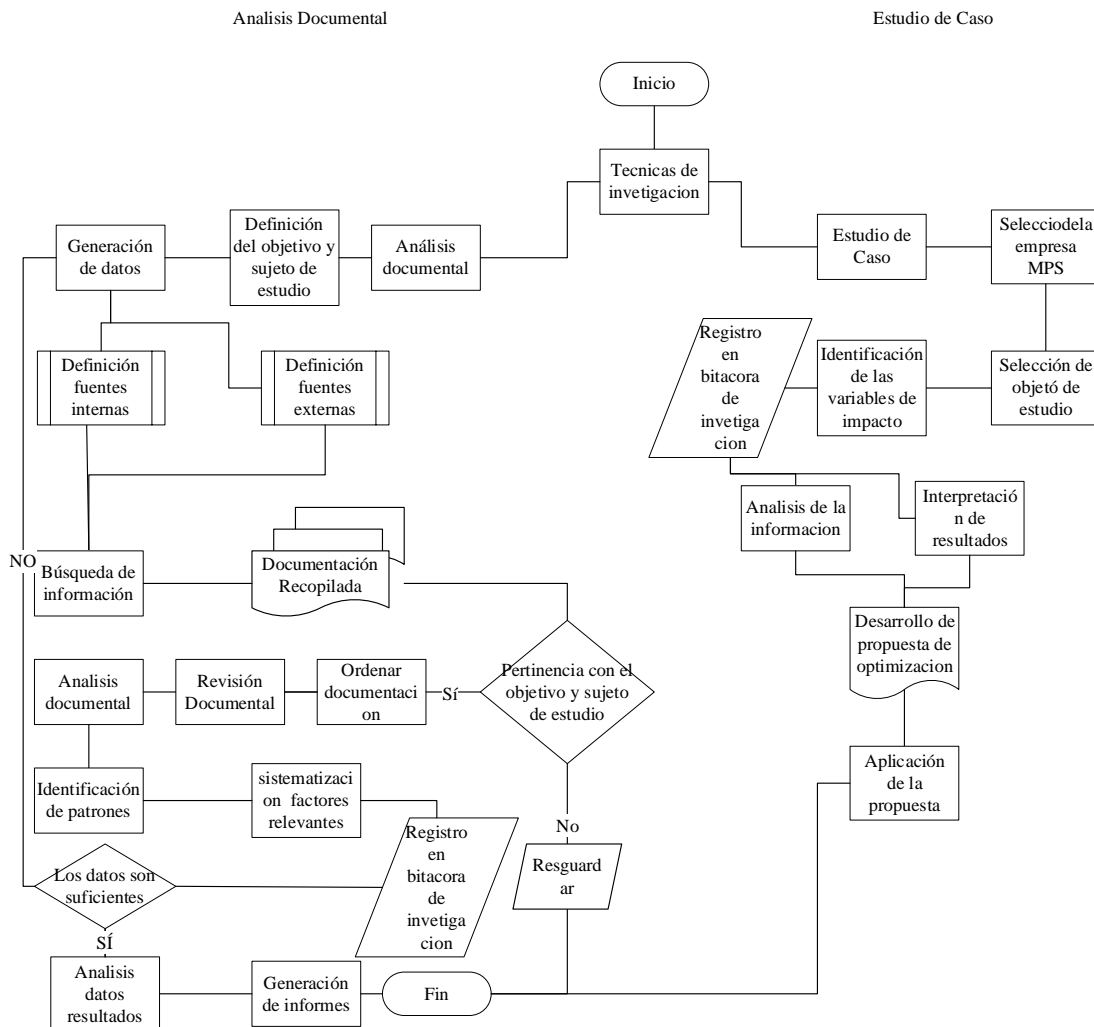 Analisis Documental
Estudio de Caso
Inicio
Tecnicas de
invetigacion
Generación
de datos
Definición
del objetivo y
sujeto de
estudio
Análisis
documental
Estudio de
Caso
Selecciodela
empresa
MPS
Definición
fuentes
internas
Definición
fuentes
externas
Registro
en
bitacora
de
invetiga
cion
Identificación
de las
variables de
impacto
Selección de
objetó de
estudio
Analisis de la
informacion
Interpretació
n de
resultados
NO
Búsqueda de
información
Documentación
Recopilada
Desarrollo de
propuesta de
optimizacion
Analisis
documental
Revisión
Documental
Ordenar
documentaci
on
Sí
Pertinencia con el
objetivo y sujeto
de estudio
Aplicación
de la
propuesta
Identificación
de patrones
sistematizaci
on factores
relevantes
No
Registro
en
bitacora
de
invetiga
cion
Resguard
ar
Los datos son
suficientes
SÍ
Analisis
datos
resultados
Generación
de informes
Fin